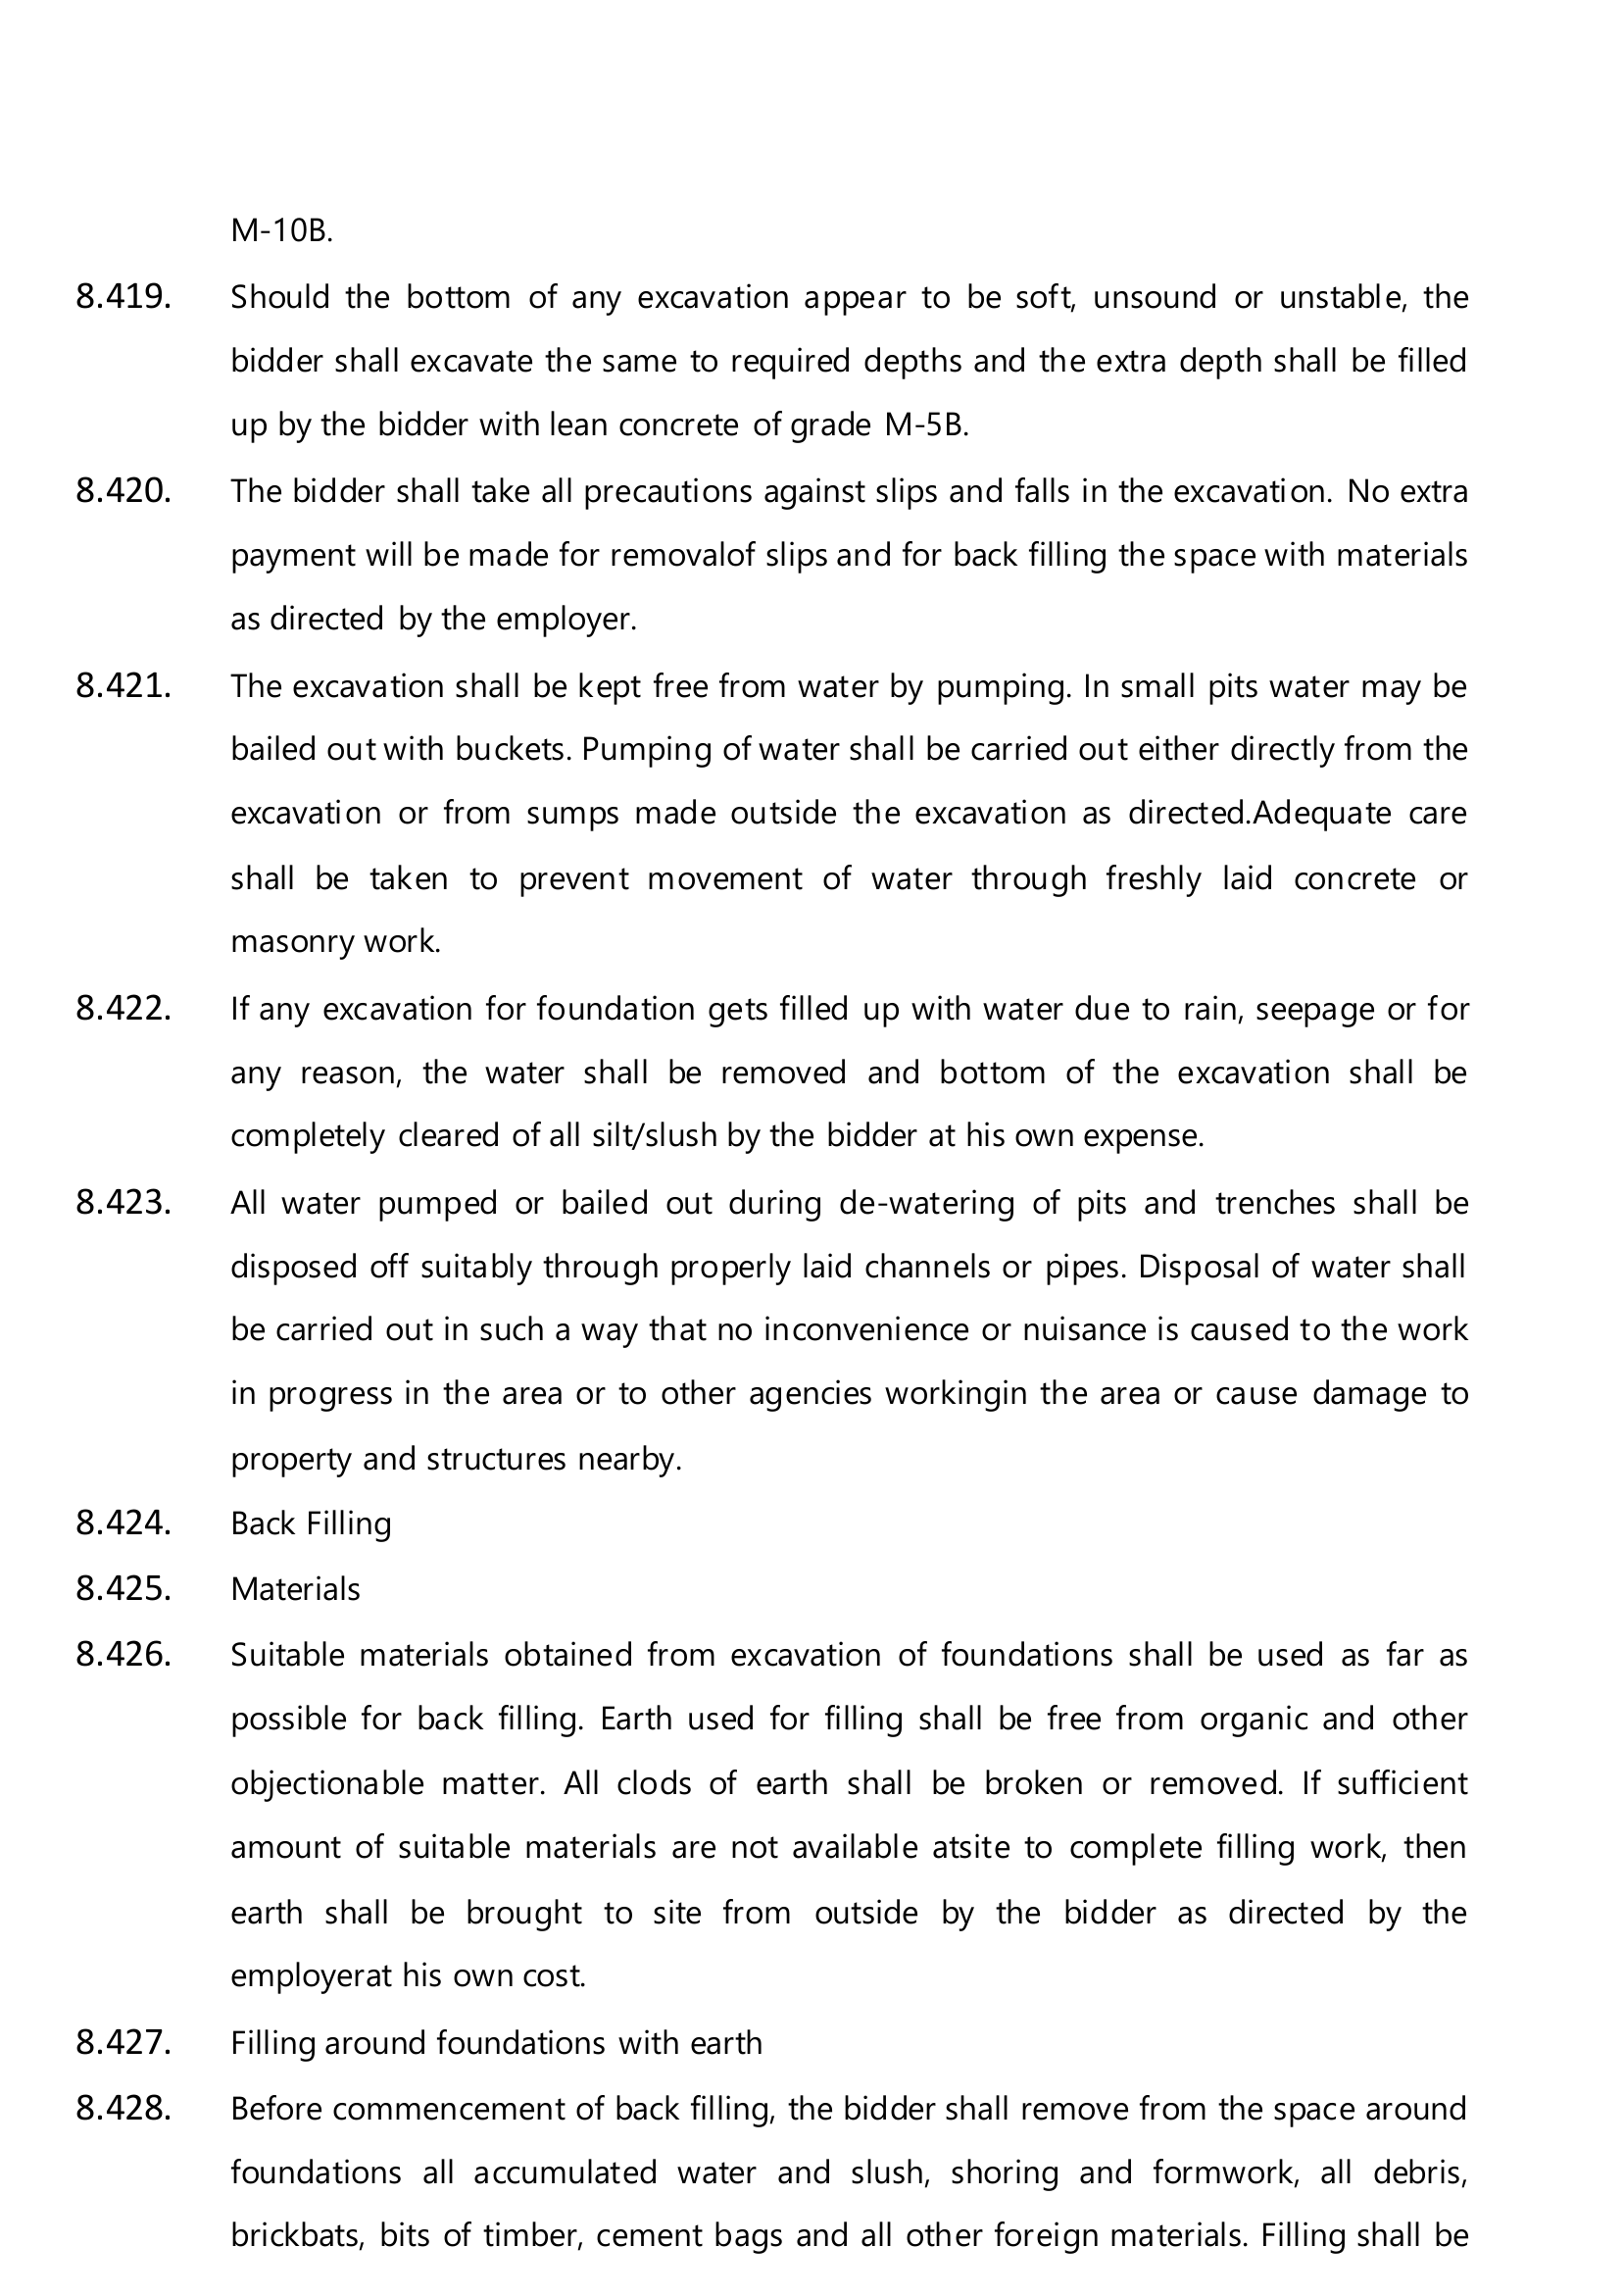 M-10B.
8.419. Should the bottom of any excavation appear to be soft, unsound or unstable, the
bidder shall excavate the same to required depths and the extra depth shall be filled
up by the bidder with lean concrete of grade M-5B.
8.420. The bidder shall take all precautions against slips and falls in the excavation. No extra
payment will be made for removalof slips and for back filling the space with materials
as directed by the employer.
8.421. The excavation shall be kept free from water by pumping. In small pits water may be
bailed out with buckets. Pumping of water shall be carried out either directly from the
excavation or from sumps made outside the excavation as directed.Adequate care
shall be taken to prevent movement of water through freshly laid concrete or
masonry work.
8.422. If any excavation for foundation gets filled up with water due to rain, seepage or for
any reason, the water shall be removed and bottom of the excavation shall be
completely cleared of all silt/slush by the bidder at his own expense.
8.423. All water pumped or bailed out during de-watering of pits and trenches shall be
disposed off suitably through properly laid channels or pipes. Disposal of water shall
be carried out in such a way that no inconvenience or nuisance is caused to the work
in progress in the area or to other agencies workingin the area or cause damage to
property and structures nearby.
8.424. Back Filling
8.425. Materials
8.426. Suitable materials obtained from excavation of foundations shall be used as far as
possible for back filling. Earth used for filling shall be free from organic and other
objectionable matter. All clods of earth shall be broken or removed. If sufficient
amount of suitable materials are not available atsite to complete filling work, then
earth shall be brought to site from outside by the bidder as directed by the
employerat his own cost.
8.427. Filling around foundations with earth
8.428. Before commencement of back filling, the bidder shall remove from the space around
foundations all accumulated water and slush, shoring and formwork, all debris,
brickbats, bits of timber, cement bags and all other foreign materials. Filling shall be